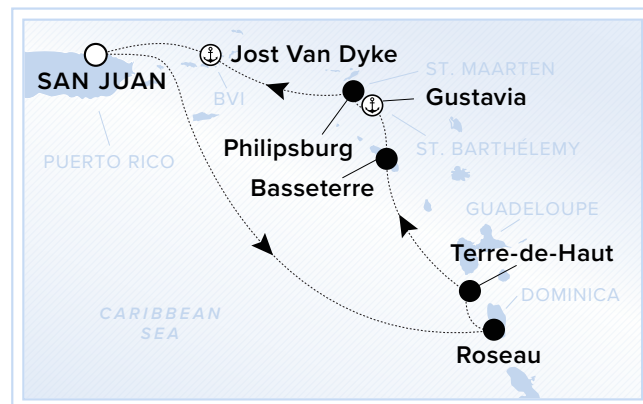 Jost Van Dyke
SAN JUAN
BVI
ST. MAARTEN
Gustavia
PUERTO RICO
Philipsburg
ST. BARTHÉLEMY
Basseterre
GUADELOUPE
Terre-de-Haut
DOMINICA
CARIBBEAN
SEA
Roseau